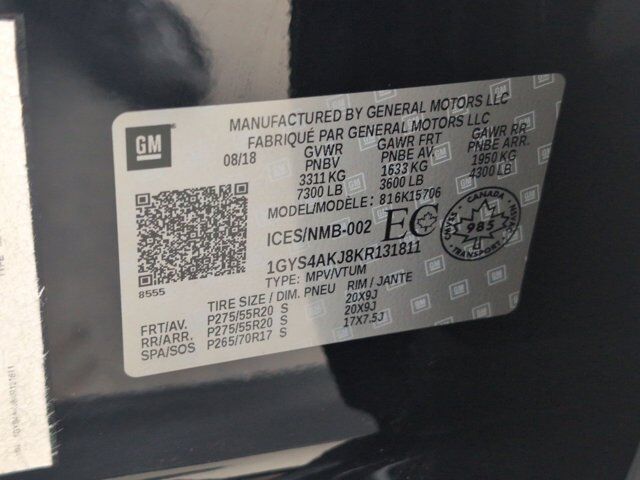 MANUFACTURED BY GENERAL MOTORS LLC
FABRIQUÉ PAR GENERAL MOTORS LLC
GM
08/18 GVWR GAWR FRT GAWR RR
PNBV PNBE AV PNBE ARR.
3311 KG 1633 KG 1950 KG
7300 LB 3600 LB 4300 LB
MODEL/MODÈLE: 816K15706
ICES/NMB-002 EC
CANADA
985
TRANSPORT
1GYS4AKJ8KR131811
TYPE: MPV/VTUM
8555
TIRE SIZE / DIM. PNEU RIM / JANTE
FRT/AV. P275/55R20 S 20X9J
RR/ARR. P275/55R20 S 20X9J
SPA/SOS P265/70R17 S 17X7.5J